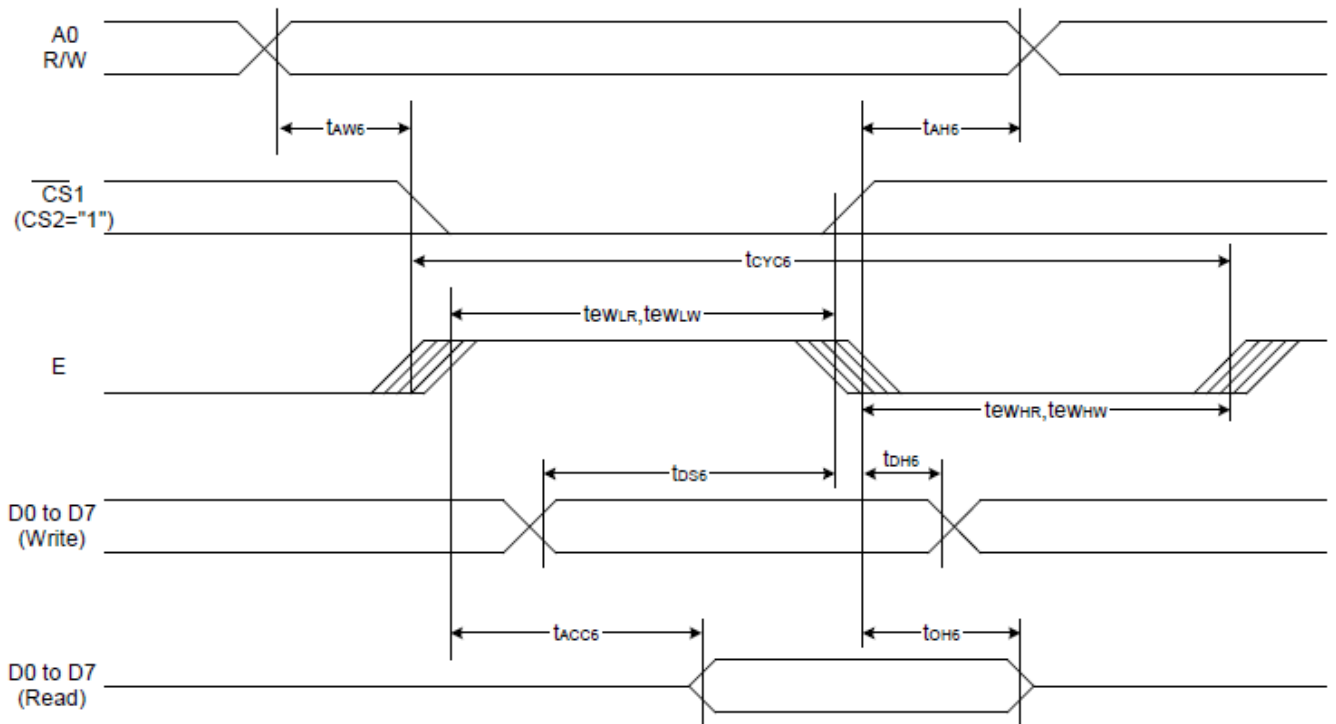 A0
R/W
tAW6
tAH6
CS1
(CS2="1")
tCYC6
tewLR,tewLW
E
tewHR,tewHW
tDS6
tDH6
D0 to D7
(Write)
tACC6
tOH6
D0 to D7
(Read)